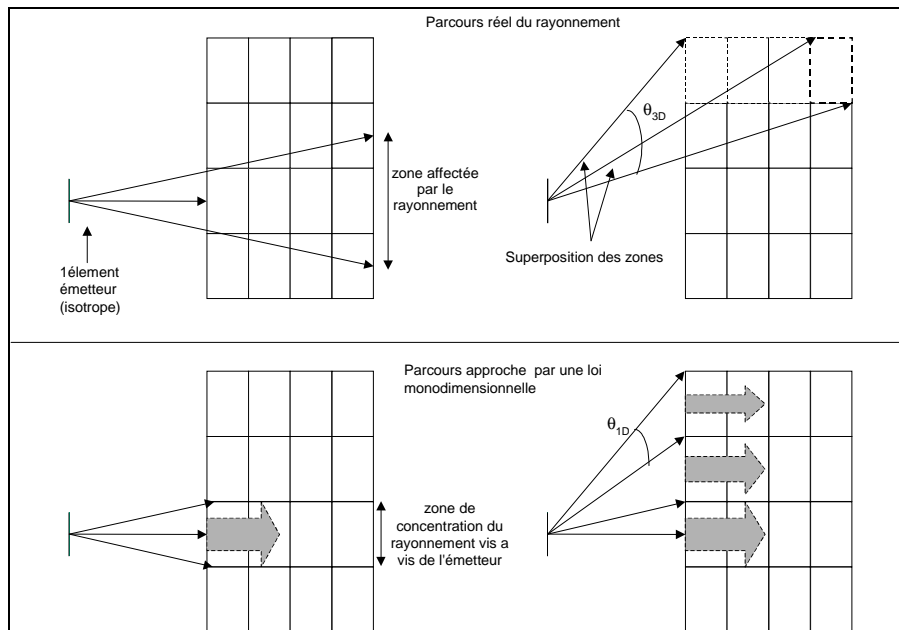 Parcours réel du rayonnement
θ3D
zone affectée
par le
rayonnement
Superposition des zones
1élement
émetteur
(isotrope)
Parcours approche par une loi
monodimensionnelle
θ1D
zone de
concentration du
rayonnement vis a
vis de l'émetteur